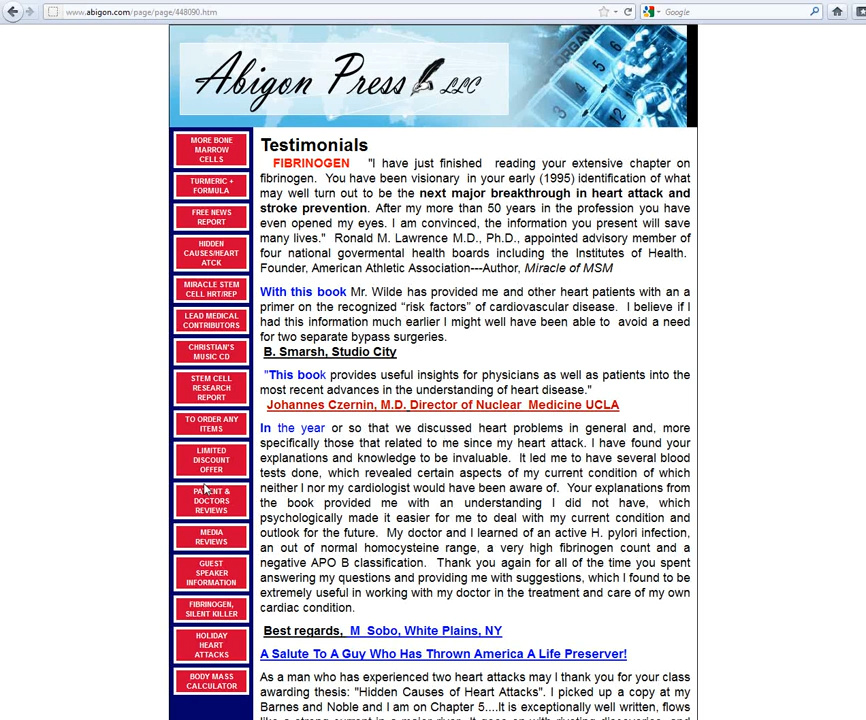 www.abigon.com/page/page/448090.htm
Google
Abigon Press LLC
MORE BONE
MARROW
CELLS
TURMERIC +
FORMULA
FREE NEWS
REPORT
HIDDEN
CAUSES/HEART
ATCK
MIRACLE STEM
CELL HRT/REP
LEAD MEDICAL
CONTRIBUTORS
CHRISTIAN'S
MUSIC CD
STEM CELL
RESEARCH
REPORT
TO ORDER ANY
ITEMS
LIMITED
DISCOUNT
OFFER
PATIENT &
DOCTORS
REVIEWS
MEDIA
REVIEWS
GUEST
SPEAKER
INFORMATION
FIBRINOGEN,
SILENT KILLER
HOLIDAY
HEART
ATTACKS
BODY MASS
CALCULATOR
Testimonials
FIBRINOGEN "I have just finished reading your extensive chapter on
fibrinogen. You have been visionary in your early (1995) identification of what
may well turn out to be the next major breakthrough in heart attack and
stroke prevention. After my more than 50 years in the profession you have
even opened my eyes. I am convinced, the information you present will save
many lives." Ronald M. Lawrence M.D., Ph.D., appointed advisory member of
four national govermental health boards including the Institutes of Health.
Founder, American Athletic Association---Author, Miracle of MSM
With this book Mr. Wilde has provided me and other heart patients with an a
primer on the recognized “risk factors” of cardiovascular disease. I believe if I
had this information much earlier I might well have been able to avoid a need
for two separate bypass surgeries.
B. Smarsh, Studio City
"This book provides useful insights for physicians as well as patients into the
most recent advances in the understanding of heart disease."
Johannes Czernin, M.D. Director of Nuclear Medicine UCLA
In the year or so that we discussed heart problems in general and, more
specifically those that related to me since my heart attack. I have found your
explanations and knowledge to be invaluable. It led me to have several blood
tests done, which revealed certain aspects of my current condition of which
neither I nor my cardiologist would have been aware of. Your explanations from
the book provided me with an understanding I did not have, which
psychologically made it easier for me to deal with my current condition and
outlook for the future. My doctor and I learned of an active H. pylori infection,
an out of normal homocysteine range, a very high fibrinogen count and a
negative APO B classification. Thank you again for all of the time you spent
answering my questions and providing me with suggestions, which I found to be
extremely useful in working with my doctor in the treatment and care of my own
cardiac condition.
Best regards, M Sobo, White Plains, NY
A Salute To A Guy Who Has Thrown America A Life Preserver!
As a man who has experienced two heart attacks may I thank you for your class
awarding thesis: "Hidden Causes of Heart Attacks". I picked up a copy at my
Barnes and Noble and I am on Chapter 5....It is exceptionally well written, flows